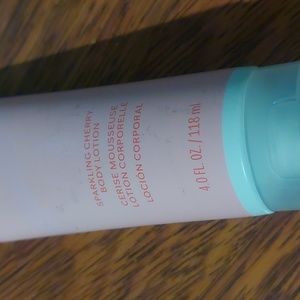 SPARKLING CHERRY
BODY LOTION
CERISE MOUSSEUSE
LOTION CORPORELLE
LOCIÓN CORPORAL
4.0 FL. OZ. / 118 ml